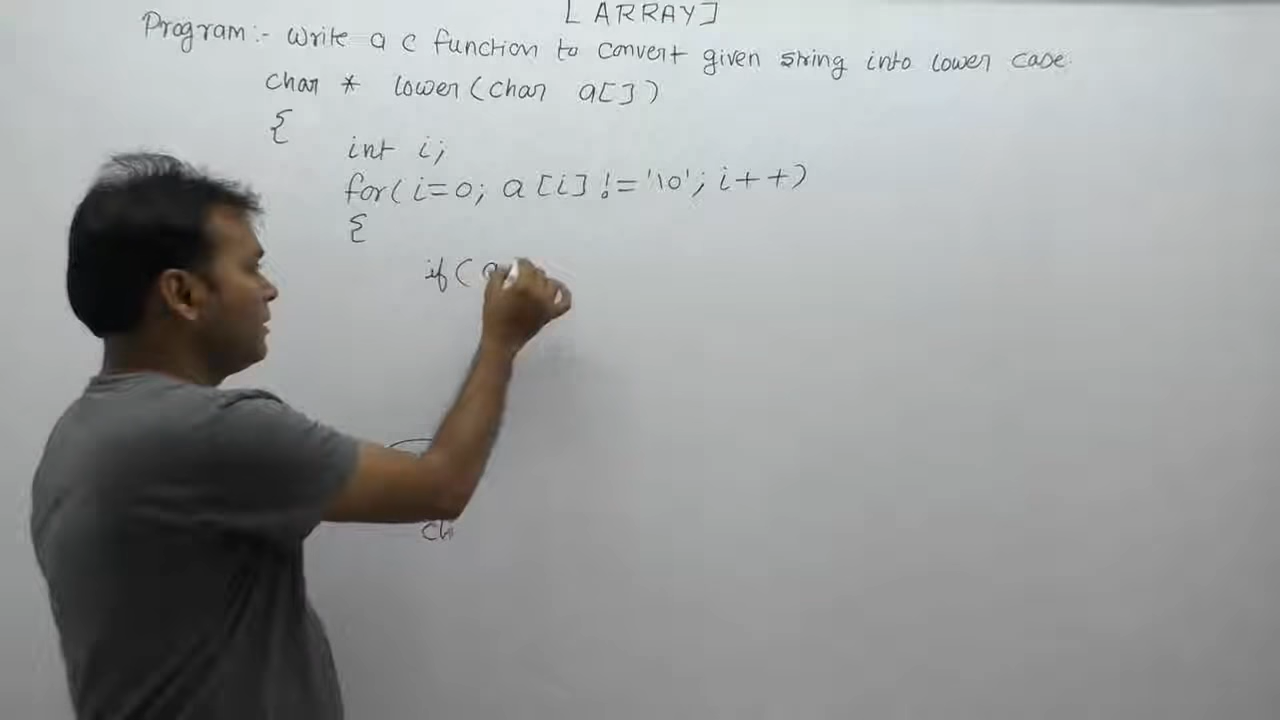 [ARRAY]
Program:- Write a c function to convert given string into lower case.
char * lower(char a[])
{
int i;
for(i=0; a[i]!='\0'; i++)
{
if(a
ch